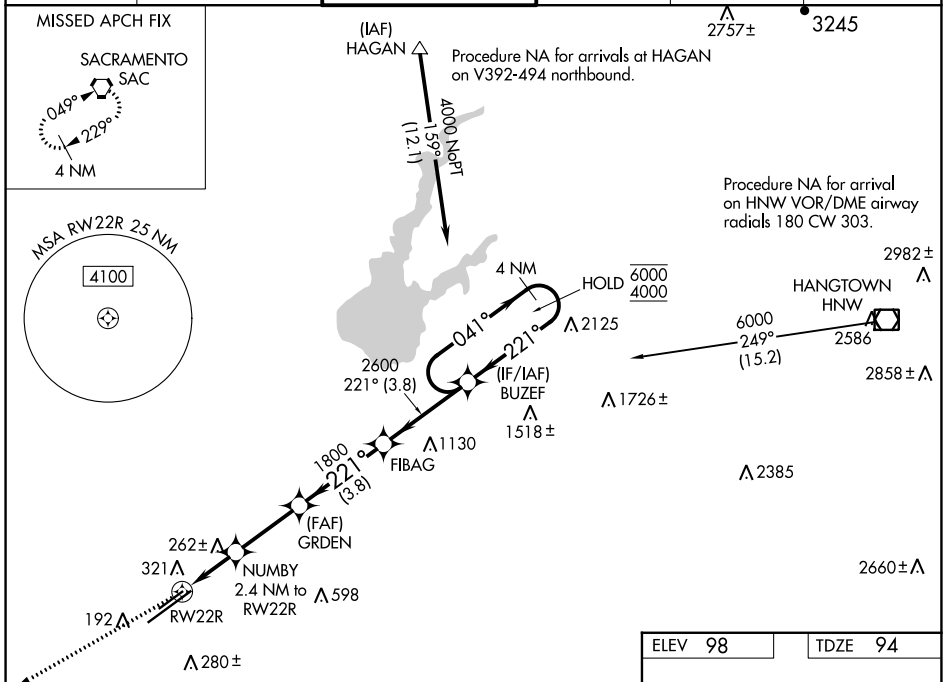 MISSED APCH FIX
SACRAMENTO
SAC
049°
229°
4 NM
MSA RW22R 25 NM
4100
(IAF)
HAGAN
Procedure NA for arrivals at HAGAN
on V392-494 northbound.
4000 NoPT
159°
(12.1)
2757±
3245
Procedure NA for arrival
on HNW VOR/DME airway
radials 180 CW 303.
2982±
HANGTOWN
HNW
2586
6000
249°
(15.2)
2858±
4 NM
HOLD
6000
4000
041°
221°
2125
(IF/IAF)
BUZEF
2600
221° (3.8)
1726±
1518±
1130
FIBAG
1800
221°
(3.8)
2385
(FAF)
GRDEN
262±
NUMBY
2.4 NM to
RW22R
321
598
2660±
192
RW22R
280±
ELEV 98
TDZE 94